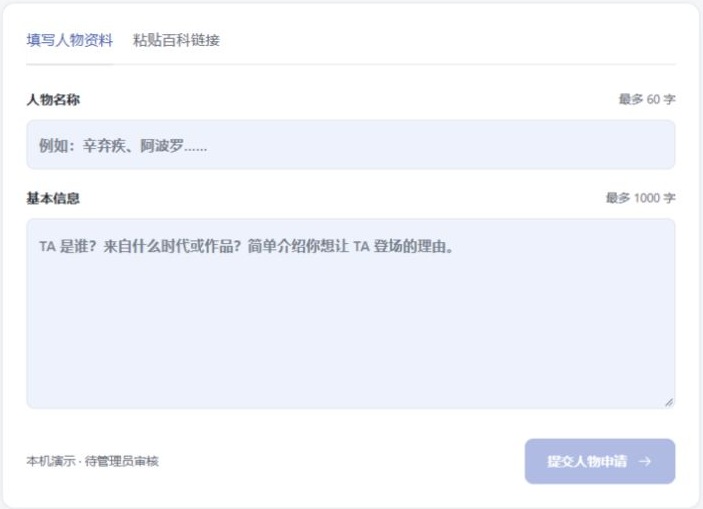 填写人物资料 粘贴百科链接
人物名称 最多 60 字
例如：辛弃疾、阿波罗……
基本信息 最多 1000 字
TA 是谁？来自什么时代或作品？简单介绍你想让 TA 登场的理由。
本机演示 · 待管理员审核 提交人物申请 →